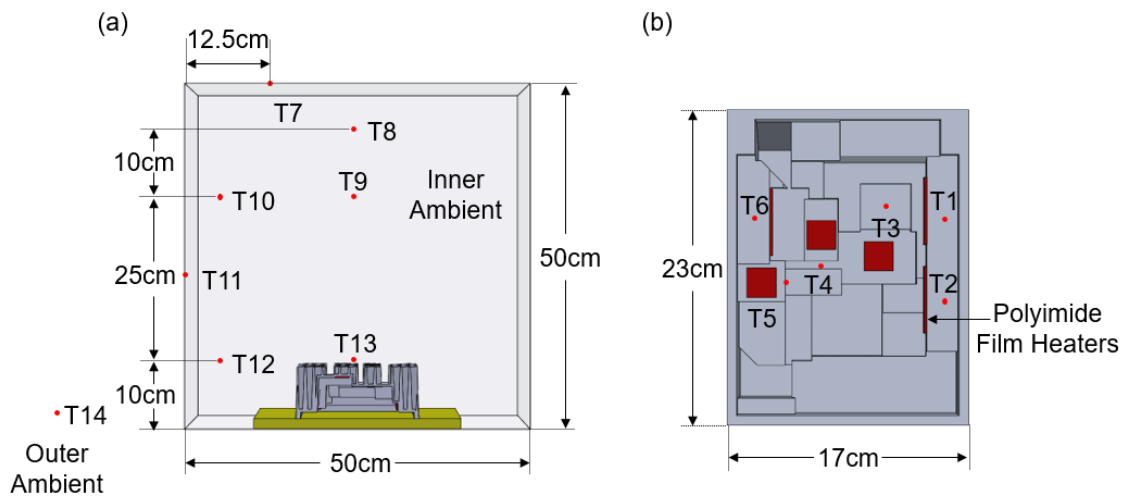 (a)
12.5cm
T7
T8
10cm
T9
T10
Inner
Ambient
25cm
T11
50cm
T12
T13
10cm
T14
Outer
Ambient
50cm
(b)
T6
T1
T3
23cm
T4
T2
T5
Polyimide
Film Heaters
17cm